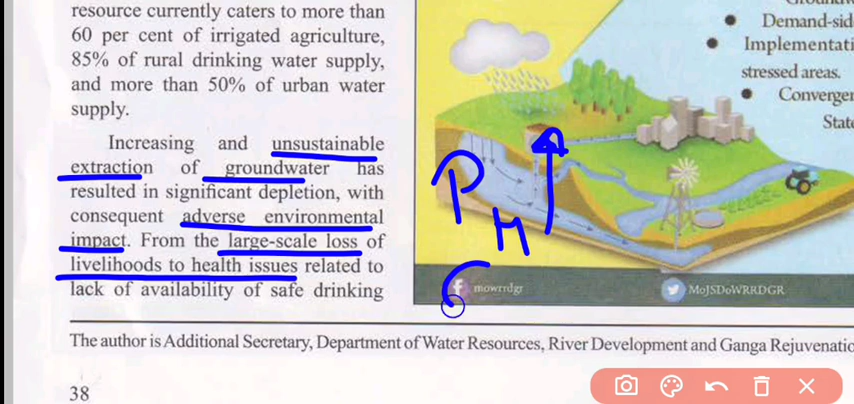 resource currently caters to more than
60 per cent of irrigated agriculture,
85% of rural drinking water supply,
and more than 50% of urban water
supply.
Increasing and unsustainable
extraction of groundwater has
resulted in significant depletion, with
consequent adverse environmental
impact. From the large-scale loss of
livelihoods to health issues related to
lack of availability of safe drinking
● Demand-sid
● Implementati
stressed areas.
● Converger
State
P M
mowrrdgr
MoJSDoWRRDGR
The author is Additional Secretary, Department of Water Resources, River Development and Ganga Rejuvenatio
38